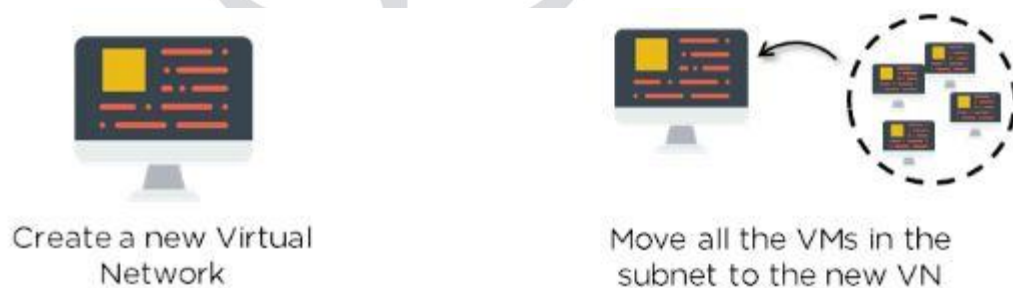 Create a new Virtual
Network
Move all the VMs in the
subnet to the new VN